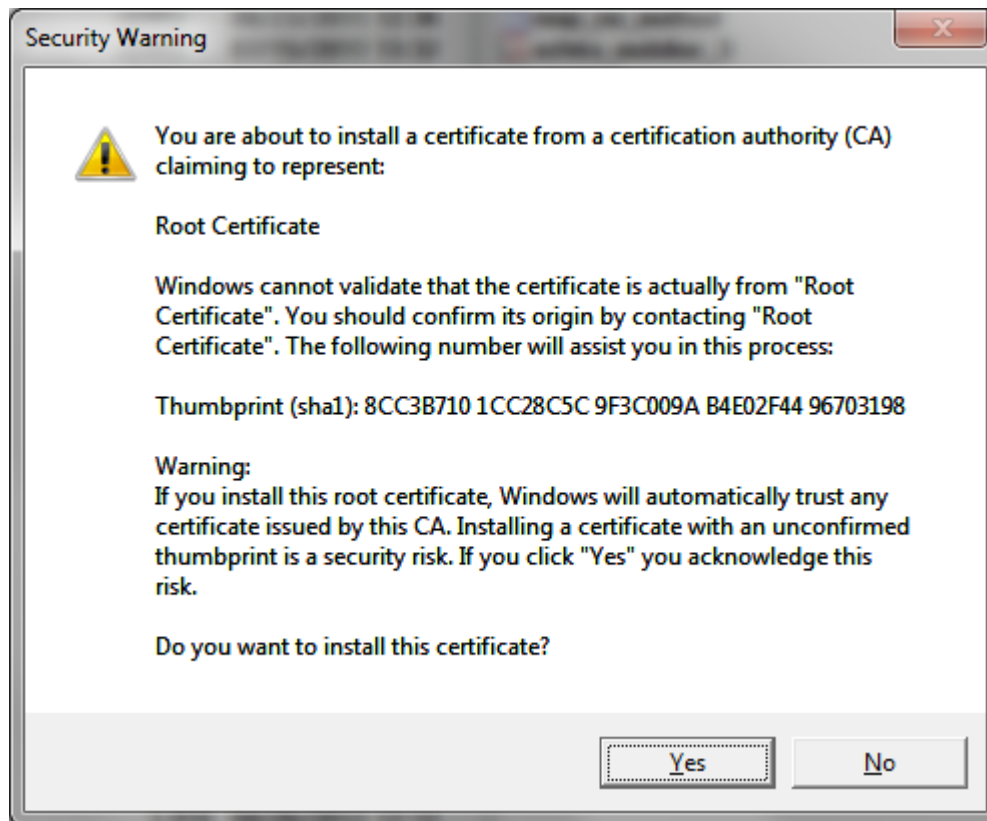 Security Warning
You are about to install a certificate from a certification authority (CA)
claiming to represent:
Root Certificate
Windows cannot validate that the certificate is actually from "Root
Certificate". You should confirm its origin by contacting "Root
Certificate". The following number will assist you in this process:
Thumbprint (sha1): 8CC3B710 1CC28C5C 9F3C009A B4E02F44 96703198
Warning:
If you install this root certificate, Windows will automatically trust any
certificate issued by this CA. Installing a certificate with an unconfirmed
thumbprint is a security risk. If you click "Yes" you acknowledge this
risk.
Do you want to install this certificate?
Yes No